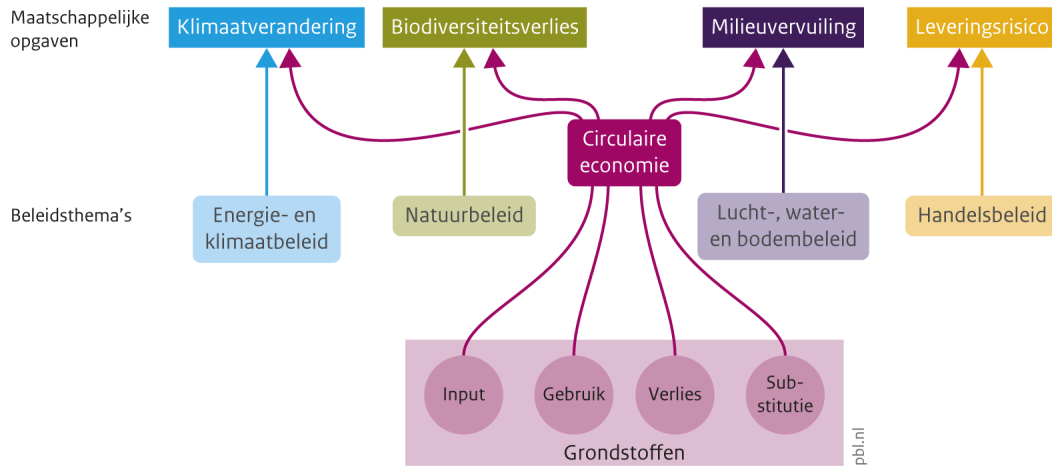 Maatschappelijke
opgaven
Klimaatverandering
Biodiversiteitsverlies
Milieuvervuiling
Leveringsrisico
Circulaire
economie
Beleidsthema's
Energie- en
klimaatbeleid
Natuurbeleid
Lucht-, water-
en bodembeleid
Handelsbeleid
Input
Gebruik
Verlies
Sub-
stitutie
Grondstoffen
pbl.nl